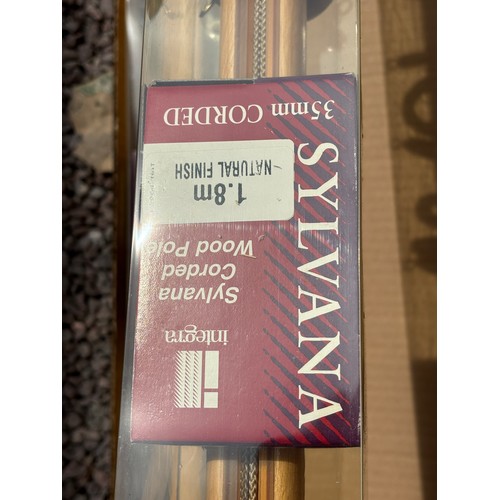 SYLVANA
35mm CORDED
integra
Sylvana
Corded
Wood Pole
1.8m
NATURAL FINISH